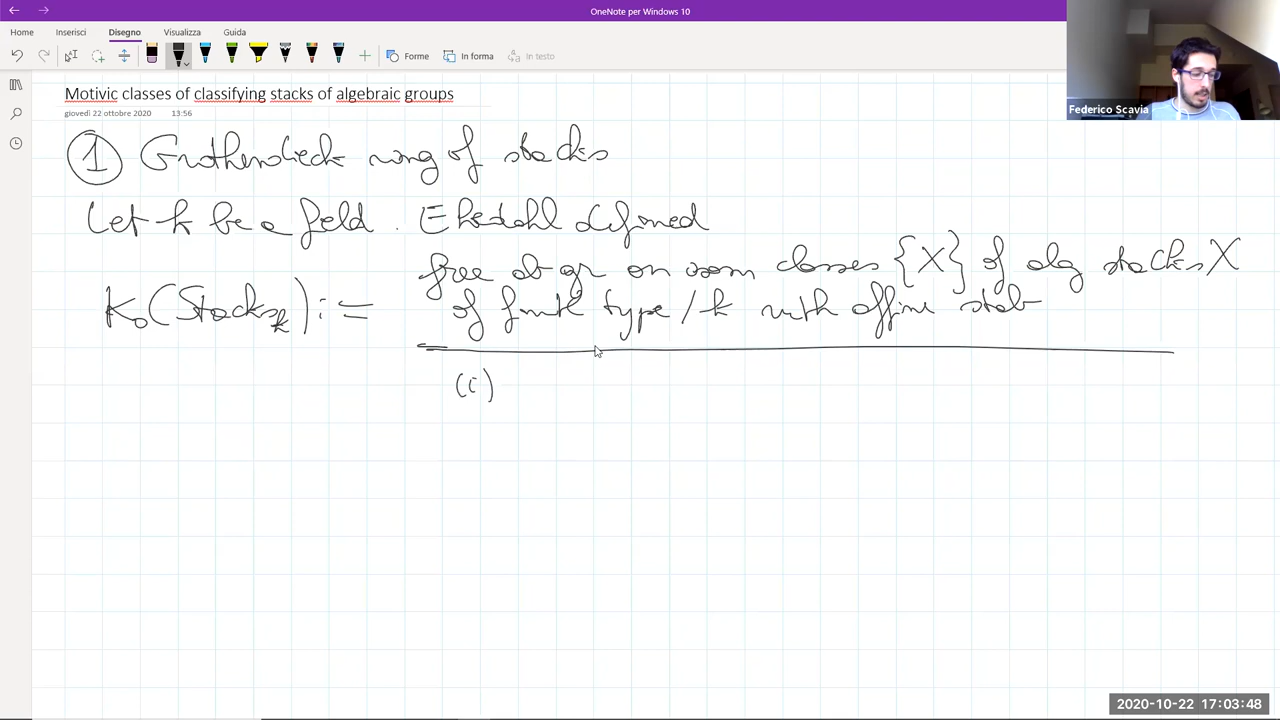 OneNote per Windows 10
Home Inserisci Disegno Visualizza Guida
Forme In forma In testo
Motivic classes of classifying stacks of algebraic groups
giovedì 22 ottobre 2020 13:56
① Grothendieck ring of stacks
Let k be a field. Ekedahl defined
free ab gr on isom classes {X} of alg stacks X
K₀(Stacksₖ) := of finite type / k with affine stab
(i)
Federico Scavia
2020-10-22 17:03:48